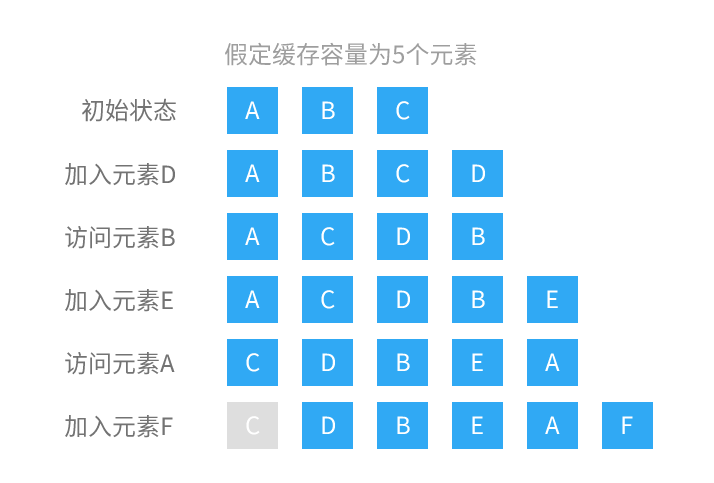 假定缓存容量为5个元素
初始状态 A B C
加入元素D A B C D
访问元素B A C D B
加入元素E A C D B E
访问元素A C D B E A
加入元素F C D B E A F